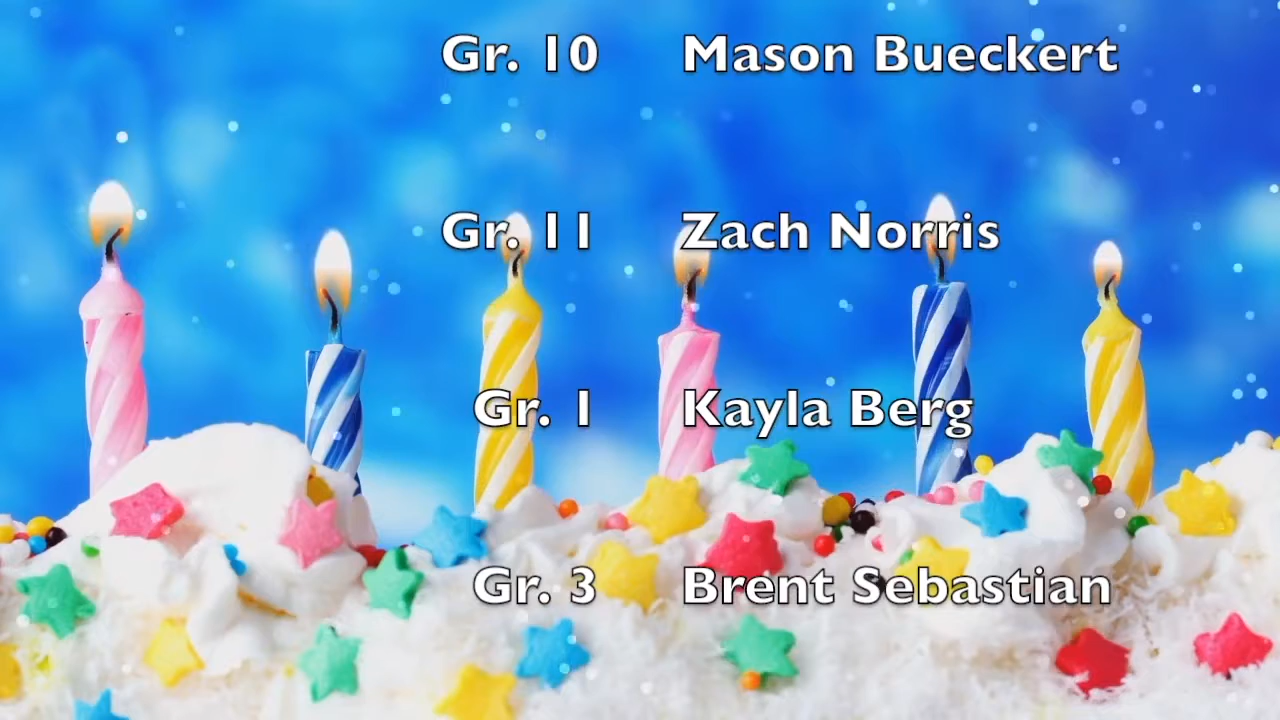 Gr. 10 Mason Bueckert
Gr. 11 Zach Norris
Gr. 1 Kayla Berg
Gr. 3 Brent Sebastian